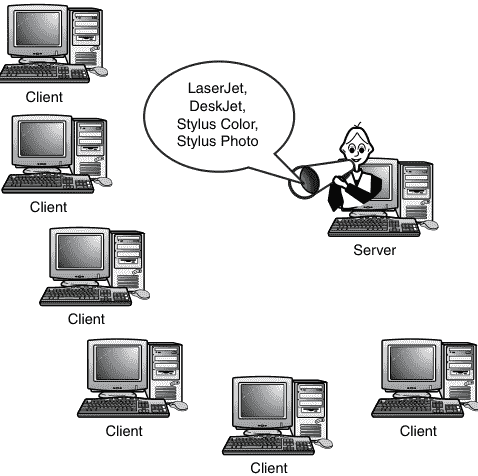 Client
LaserJet,
DeskJet,
Stylus Color,
Stylus Photo
Client
Server
Client
Client
Client
Client